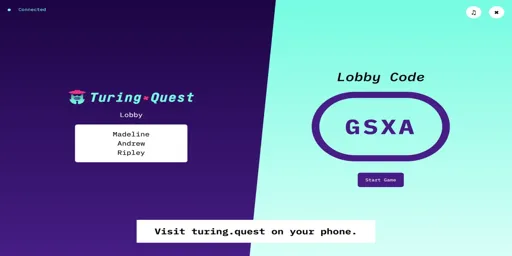 Connected
Turing Quest
Lobby
Madeline
Andrew
Ripley
Lobby Code
GSXA
Start Game
Visit turing.quest on your phone.